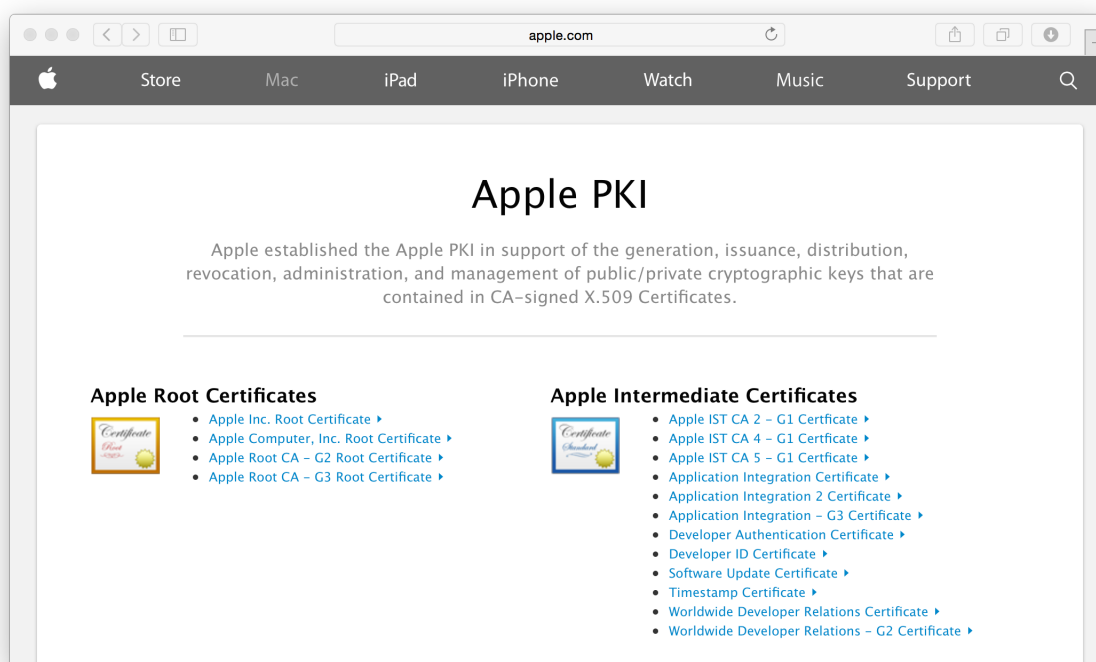 apple.com
Store
Mac
iPad
iPhone
Watch
Music
Support
Apple PKI
Apple established the Apple PKI in support of the generation, issuance, distribution,
revocation, administration, and management of public/private cryptographic keys that are
contained in CA-signed X.509 Certificates.
Apple Root Certificates
Certificate
Root
Apple Inc. Root Certificate
Apple Computer, Inc. Root Certificate
Apple Root CA - G2 Root Certificate
Apple Root CA - G3 Root Certificate
Apple Intermediate Certificates
Certificate
Standard
Apple IST CA 2 - G1 Certficate
Apple IST CA 4 - G1 Certficate
Apple IST CA 5 - G1 Certficate
Application Integration Certificate
Application Integration 2 Certificate
Application Integration - G3 Certificate
Developer Authentication Certificate
Developer ID Certificate
Software Update Certificate
Timestamp Certificate
Worldwide Developer Relations Certificate
Worldwide Developer Relations - G2 Certificate